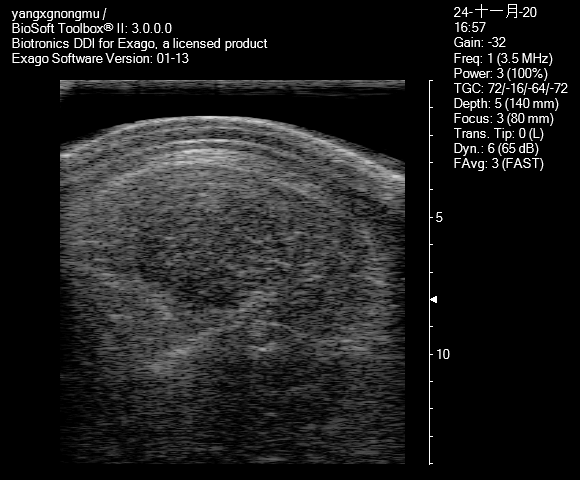 yangxgnongmu /
BioSoft Toolbox® II: 3.0.0.0
Biotronics DDI for Exago, a licensed product
Exago Software Version: 01-13
24-十一月-20
16:57
Gain: -32
Freq: 1 (3.5 MHz)
Power: 3 (100%)
TGC: 72/-16/-64/-72
Depth: 5 (140 mm)
Focus: 3 (80 mm)
Trans. Tip: 0 (L)
Dyn.: 6 (65 dB)
FAvg: 3 (FAST)
5
10